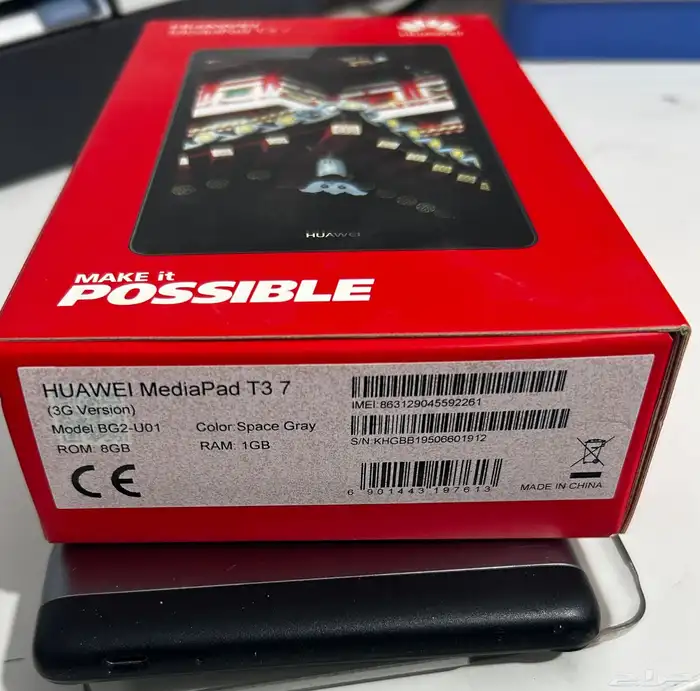 HUAWEI
MAKE it
POSSIBLE
HUAWEI MediaPad T3 7
(3G Version)
Model:BG2-U01
Color:Space Gray
ROM: 8GB
RAM: 1GB
CE
IMEI:863129045592261
S/N:KHGBB19506601912
6 901443 197613
MADE IN CHINA